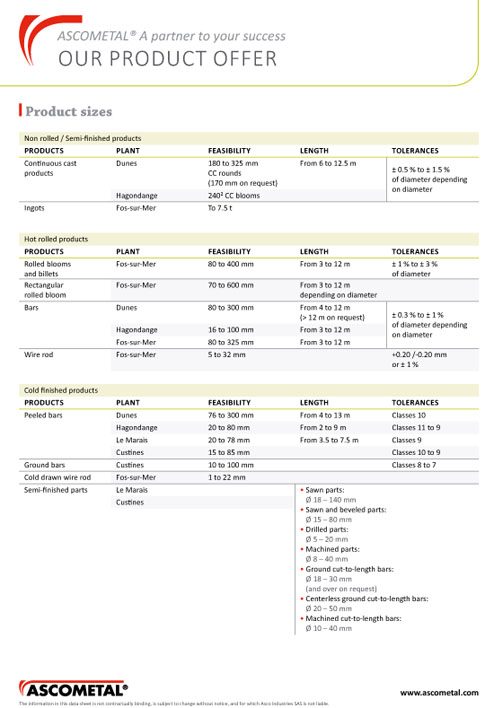 ASCOMETAL® A partner to your success
OUR PRODUCT OFFER
Product sizes
Non rolled / Semi-finished products
PRODUCTS PLANT FEASIBILITY LENGTH TOLERANCES
Continuous cast products Dunes 180 to 325 mm CC rounds (170 mm on request) From 6 to 12.5 m ± 0.5 % to ± 1.5 % of diameter depending on diameter
Hagondange 240² CC blooms
Ingots Fos-sur-Mer To 7.5 t
Hot rolled products
PRODUCTS PLANT FEASIBILITY LENGTH TOLERANCES
Rolled blooms and billets Fos-sur-Mer 80 to 400 mm From 3 to 12 m ± 1 % to ± 3 % of diameter
Rectangular rolled bloom Fos-sur-Mer 70 to 600 mm From 3 to 12 m depending on diameter
Bars Dunes 80 to 300 mm From 4 to 12 m (> 12 m on request) ± 0.3 % to ± 1 % of diameter depending on diameter
Hagondange 16 to 100 mm From 3 to 12 m
Fos-sur-Mer 80 to 325 mm From 3 to 12 m
Wire rod Fos-sur-Mer 5 to 32 mm +0.20 /-0.20 mm or ± 1 %
Cold finished products
PRODUCTS PLANT FEASIBILITY LENGTH TOLERANCES
Peeled bars Dunes 76 to 300 mm From 4 to 13 m Classes 10
Hagondange 20 to 80 mm From 2 to 9 m Classes 11 to 9
Le Marais 20 to 78 mm From 3.5 to 7.5 m Classes 9
Custines 15 to 85 mm Classes 10 to 9
Ground bars Custines 10 to 100 mm Classes 8 to 7
Cold drawn wire rod Fos-sur-Mer 1 to 22 mm
Semi-finished parts Le Marais
Custines
• Sawn parts:
Ø 18 – 140 mm
• Sawn and beveled parts:
Ø 15 – 80 mm
• Drilled parts:
Ø 5 – 20 mm
• Machined parts:
Ø 8 – 40 mm
• Ground cut-to-length bars:
Ø 18 – 30 mm
(and over on request)
• Centerless ground cut-to-length bars:
Ø 20 – 50 mm
• Machined cut-to-length bars:
Ø 10 – 40 mm
ASCOMETAL®
www.ascometal.com
The information in this data sheet is not contractually binding, is subject to change without notice, and for which Asco Industries SAS is not liable.